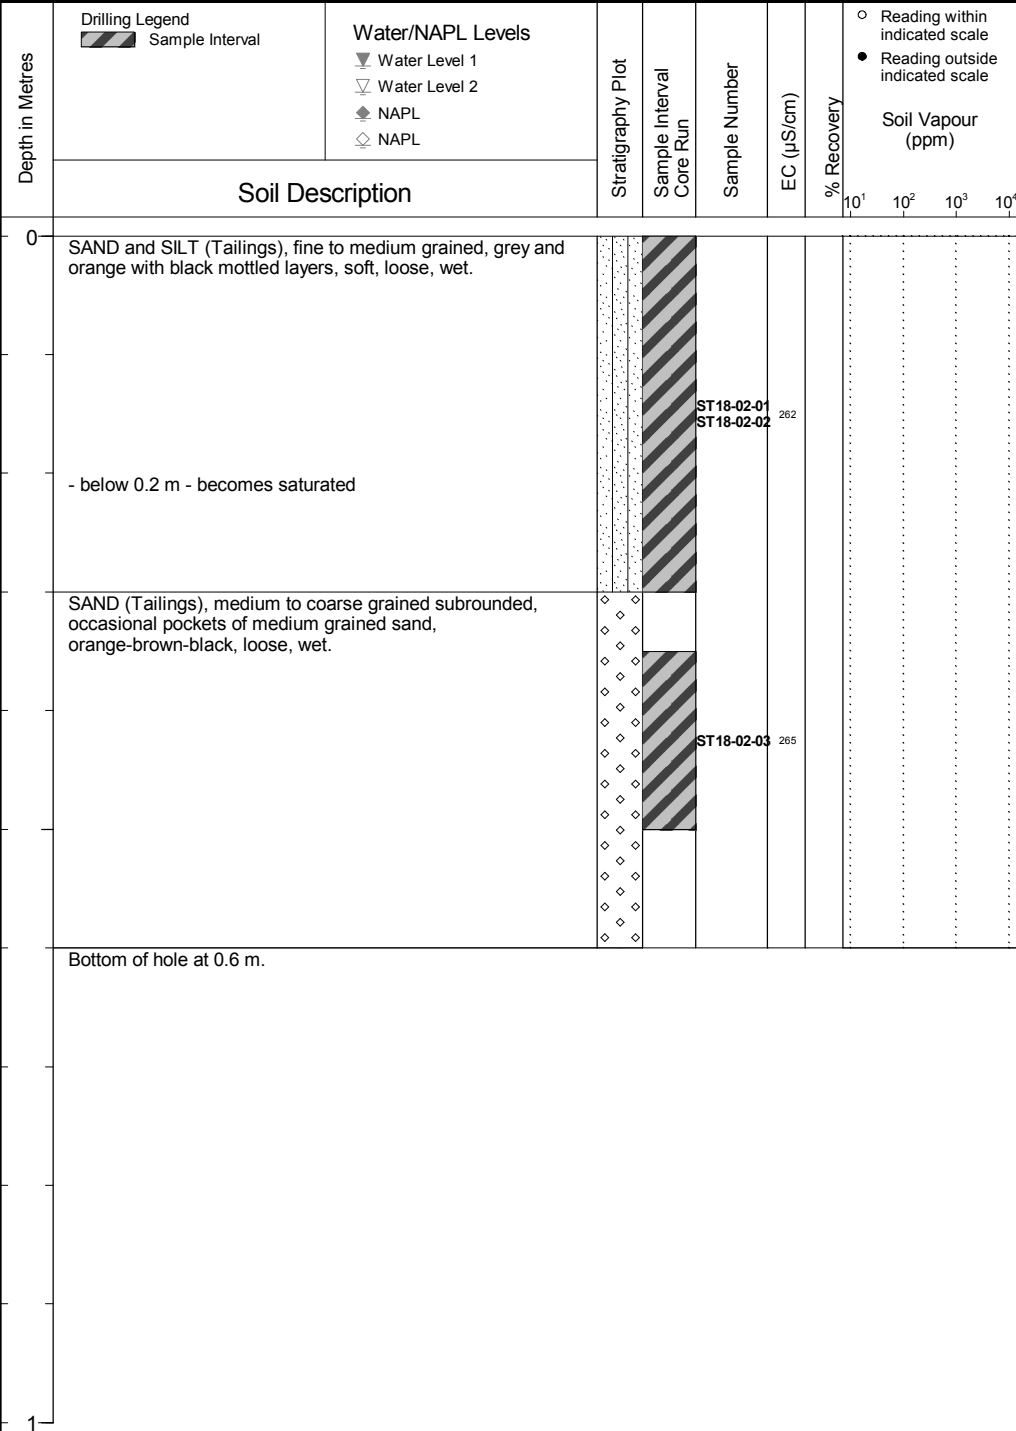 Depth in Metres
Drilling Legend
Sample Interval
Water/NAPL Levels
Water Level 1
Water Level 2
NAPL
NAPL
Soil Description
Stratigraphy Plot
Sample Interval
Core Run
Sample Number
EC (µS/cm)
% Recovery
Reading within
indicated scale
Reading outside
indicated scale
Soil Vapour
(ppm)
10¹ 10² 10³ 10⁴
0
SAND and SILT (Tailings), fine to medium grained, grey and
orange with black mottled layers, soft, loose, wet.
ST18-02-01
ST18-02-02
262
- below 0.2 m - becomes saturated
SAND (Tailings), medium to coarse grained subrounded,
occasional pockets of medium grained sand,
orange-brown-black, loose, wet.
ST18-02-03 265
Bottom of hole at 0.6 m.
1